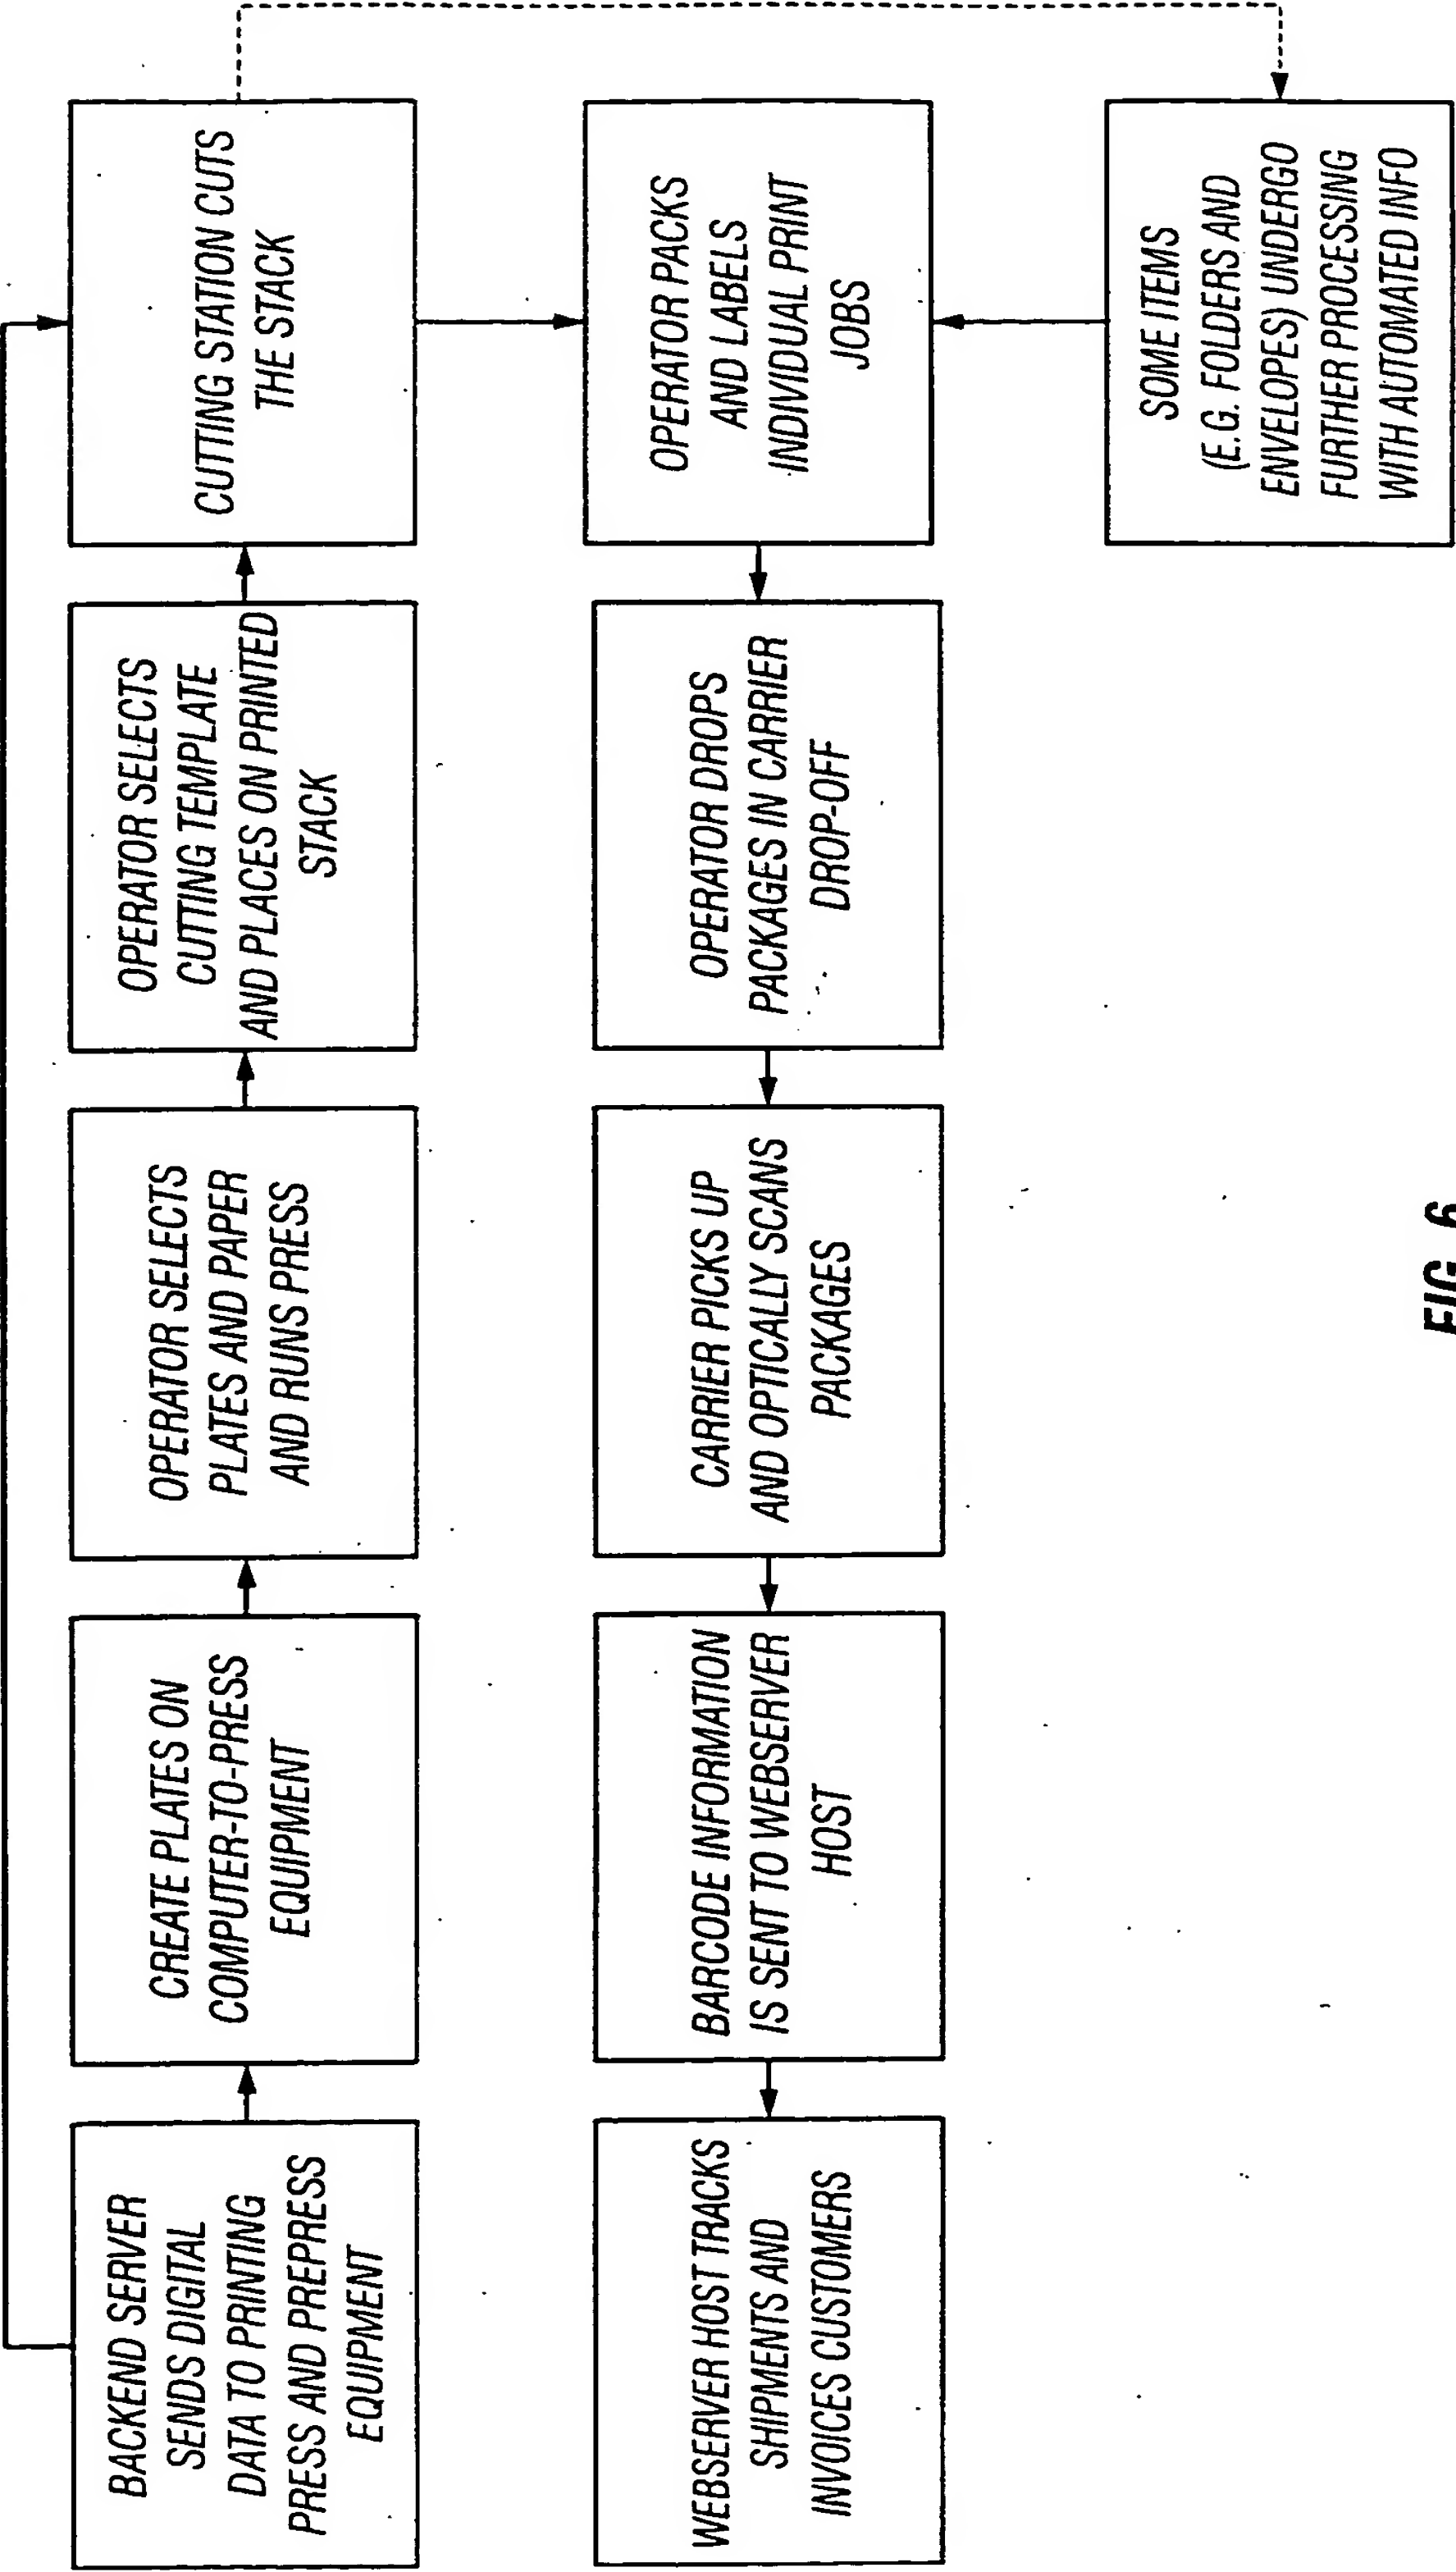 BACKEND SERVER
SENDS DIGITAL
DATA TO PRINTING
PRESS AND PREPRESS
EQUIPMENT
CREATE PLATES ON
COMPUTER-TO-PRESS
EQUIPMENT
OPERATOR SELECTS
PLATES AND PAPER
AND RUNS PRESS
OPERATOR SELECTS
CUTTING TEMPLATE
AND PLACES ON PRINTED
STACK
CUTTING STATION CUTS
THE STACK
WEBSERVER HOST TRACKS
SHIPMENTS AND
INVOICES CUSTOMERS
BARCODE INFORMATION
IS SENT TO WEBSERVER
HOST
CARRIER PICKS UP
AND OPTICALLY SCANS
PACKAGES
OPERATOR DROPS
PACKAGES IN CARRIER
DROP-OFF
OPERATOR PACKS
AND LABELS
INDIVIDUAL PRINT
JOBS
SOME ITEMS
(E.G. FOLDERS AND
ENVELOPES) UNDERGO
FURTHER PROCESSING
WITH AUTOMATED INFO
FIG. 6